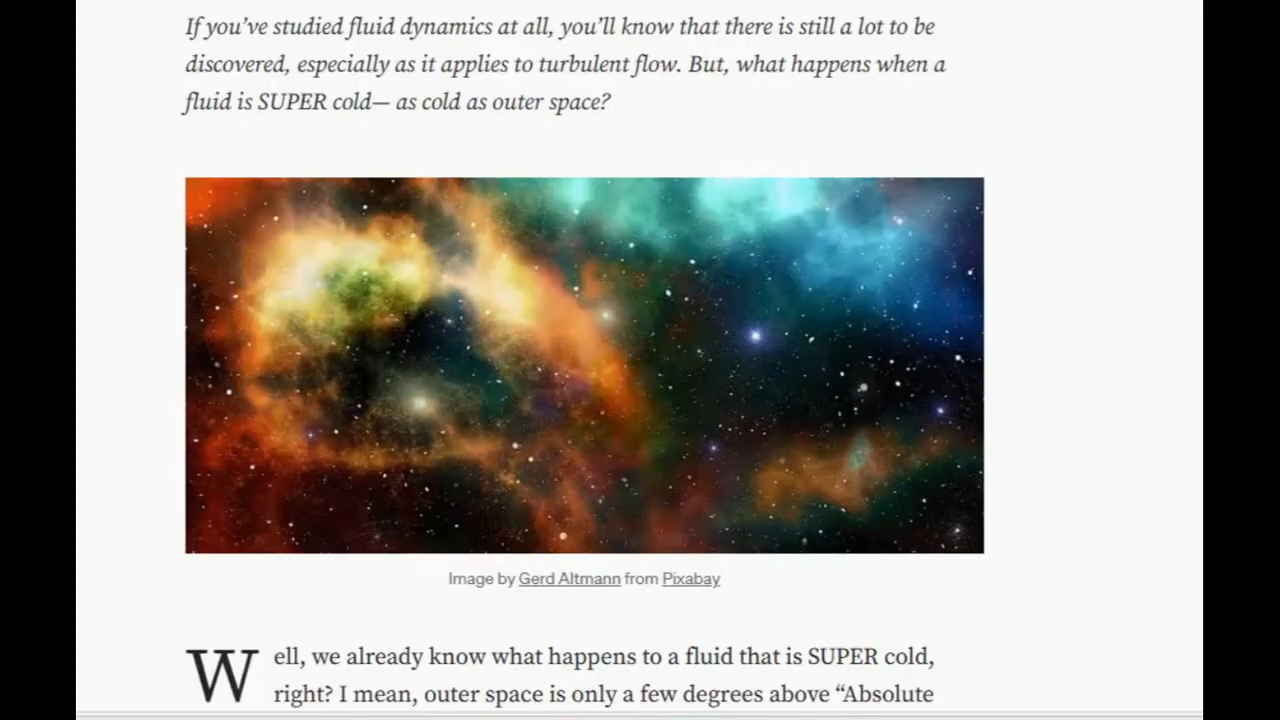 If you’ve studied fluid dynamics at all, you’ll know that there is still a lot to be
discovered, especially as it applies to turbulent flow. But, what happens when a
fluid is SUPER cold— as cold as outer space?
Image by Gerd Altmann from Pixabay
Well, we already know what happens to a fluid that is SUPER cold,
right? I mean, outer space is only a few degrees above “Absolute